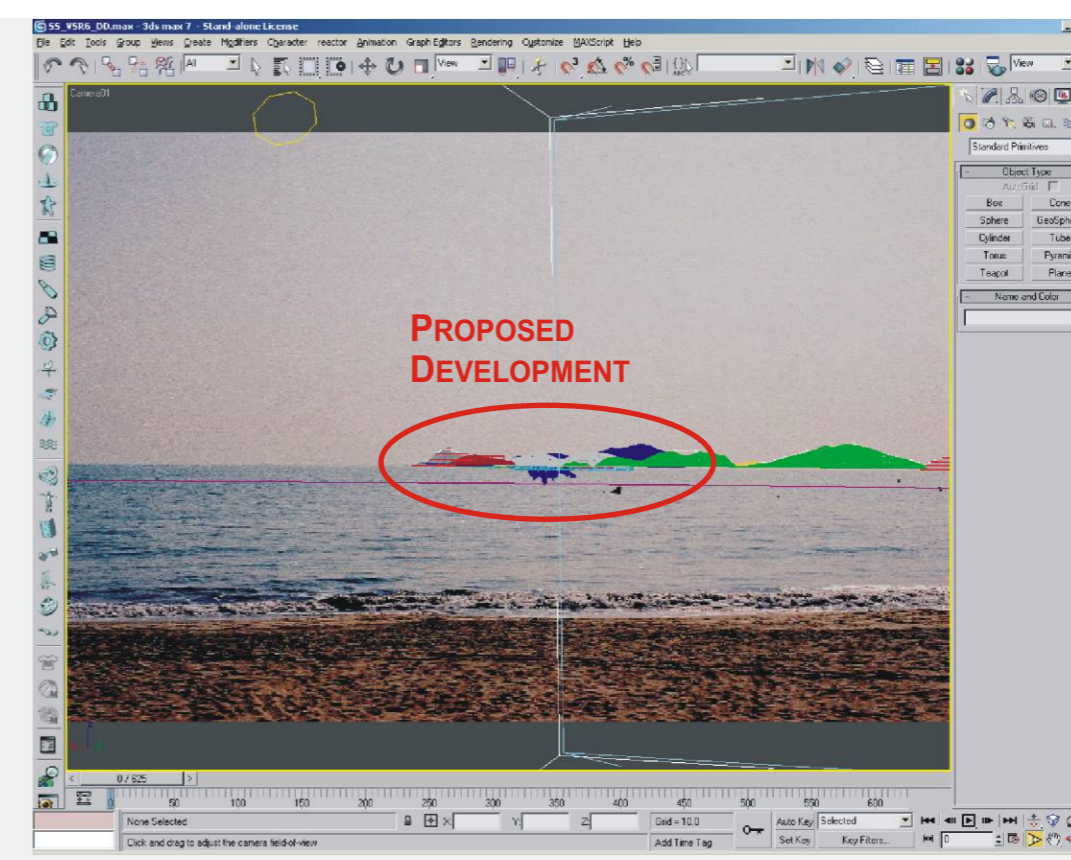 55_V5R6_DD.max - 3ds max 7 - Stand-alone License
File Edit Tools Group Views Create Modifiers Character reactor Animation Graph Editors Rendering Customize MAXScript Help
All View View
Camera01
Standard Primitives
- Object Type
AutoGrid
Box Cone
Sphere GeoSphe
Cylinder Tube
Torus Pyrami
Teapot Plane
- Name and Color
PROPOSED
DEVELOPMENT
< 0 / 625 >
0 50 100 150 200 250 300 350 400 450 500 550 600
None Selected X: Y: Z: Grid = 10.0 Auto Key Selected
Click and drag to adjust the camera field-of-view Add Time Tag Set Key Key Filters... 0